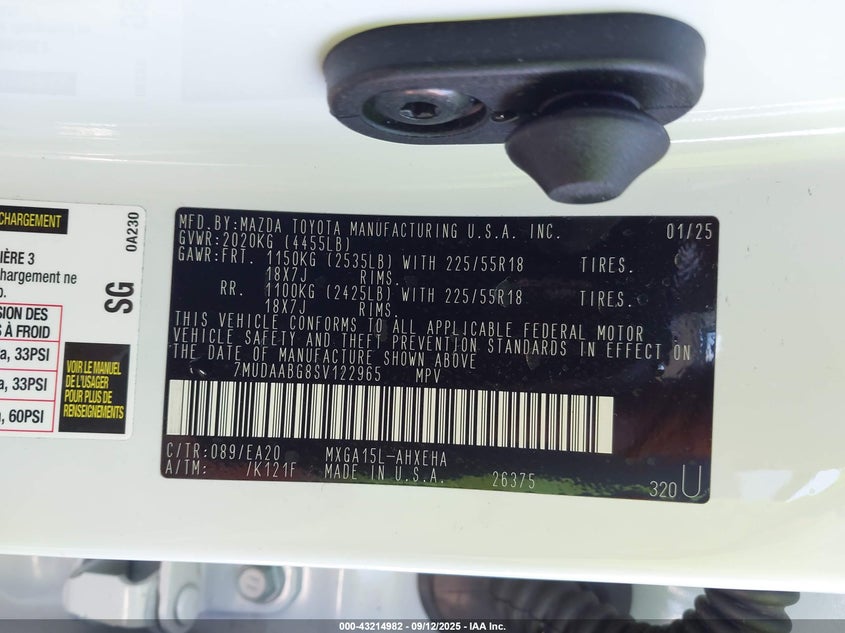 CHARGEMENT
0A230
IÈRE 3
chargement ne
o.
SG
SION DES
S À FROID
a, 33PSI
a, 33PSI
a, 60PSI
VOIR LE MANUEL
DE L'USAGER
POUR PLUS DE
RENSEIGNEMENTS
MFD.BY:MAZDA TOYOTA MANUFACTURING U.S.A. INC. 01/25
GVWR:2020KG (4455LB)
GAWR:FRT. 1150KG (2535LB) WITH 225/55R18 TIRES.
18X7J RIMS.
RR. 1100KG (2425LB) WITH 225/55R18 TIRES.
18X7J RIMS.
THIS VEHICLE CONFORMS TO ALL APPLICABLE FEDERAL MOTOR
VEHICLE SAFETY AND THEFT PREVENTION STANDARDS IN EFFECT ON
THE DATE OF MANUFACTURE SHOWN ABOVE
7MUDAABG8SV122965 MPV
C/TR:089/EA20 MXGA15L-AHXEHA
A/TM: /K121F MADE IN U.S.A. 26375
320 U
000-43214982 - 09/12/2025 - IAA Inc.